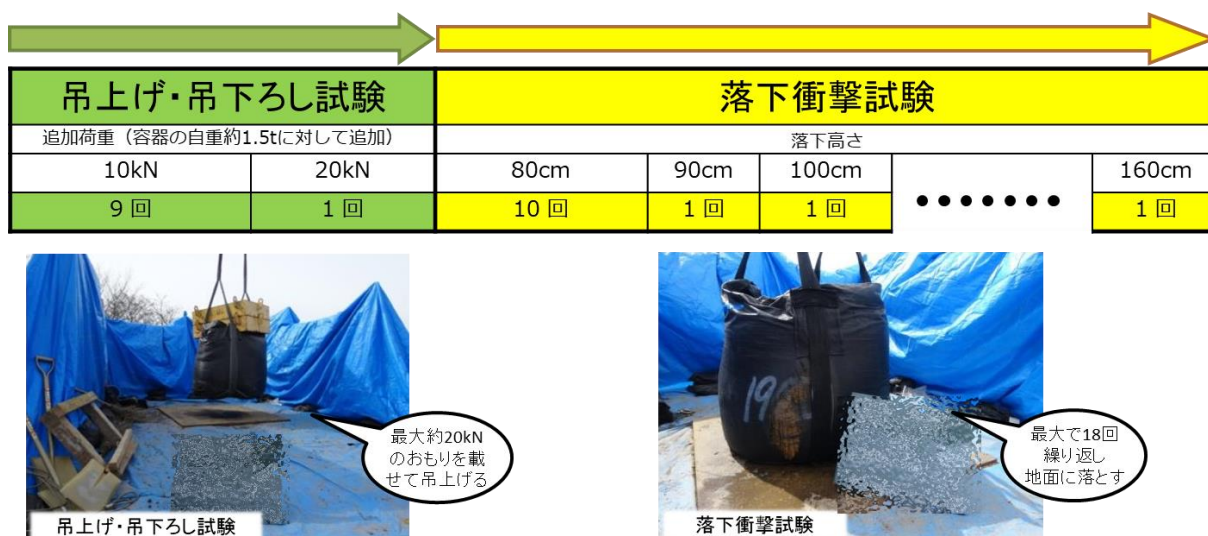 吊上げ・吊下ろし試験
落下衝撃試験
追加荷重（容器の自重約1.5tに対して追加）
落下高さ
10kN 20kN 80cm 90cm 100cm ・・・・・・・ 160cm
9 回 1 回 10 回 1 回 1 回 1 回
最大約20kN
のおもりを載
せて吊上げる
吊上げ・吊下ろし試験
最大で18回
繰り返し
地面に落とす
落下衝撃試験